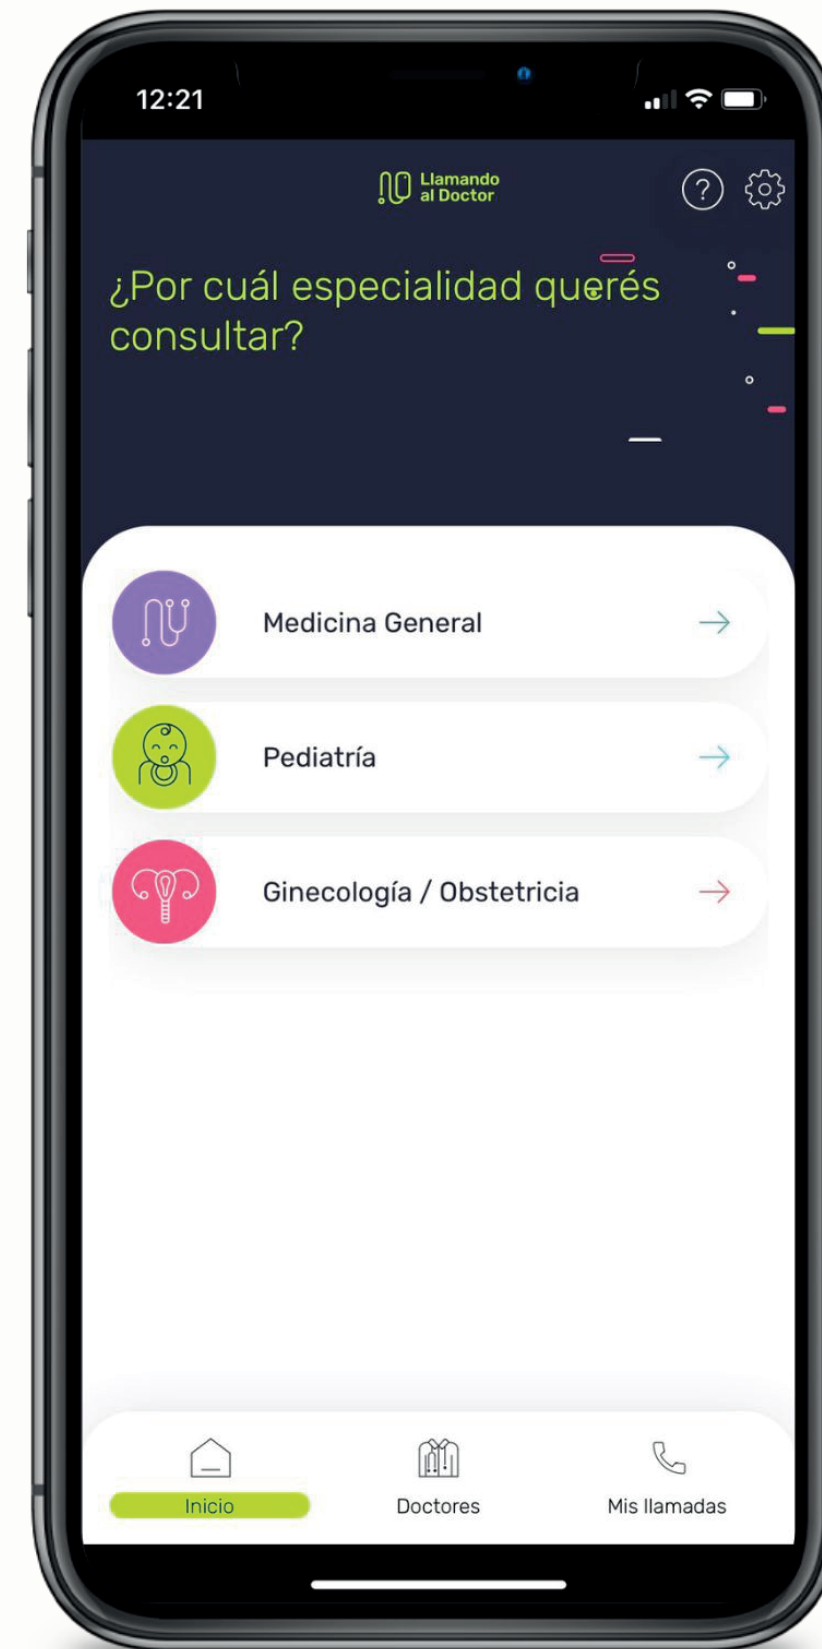 12:21
Llamando
al Doctor
?
¿Por cuál especialidad querés
consultar?
Medicina General
Pediatría
Ginecología / Obstetricia
Inicio
Doctores
Mis llamadas